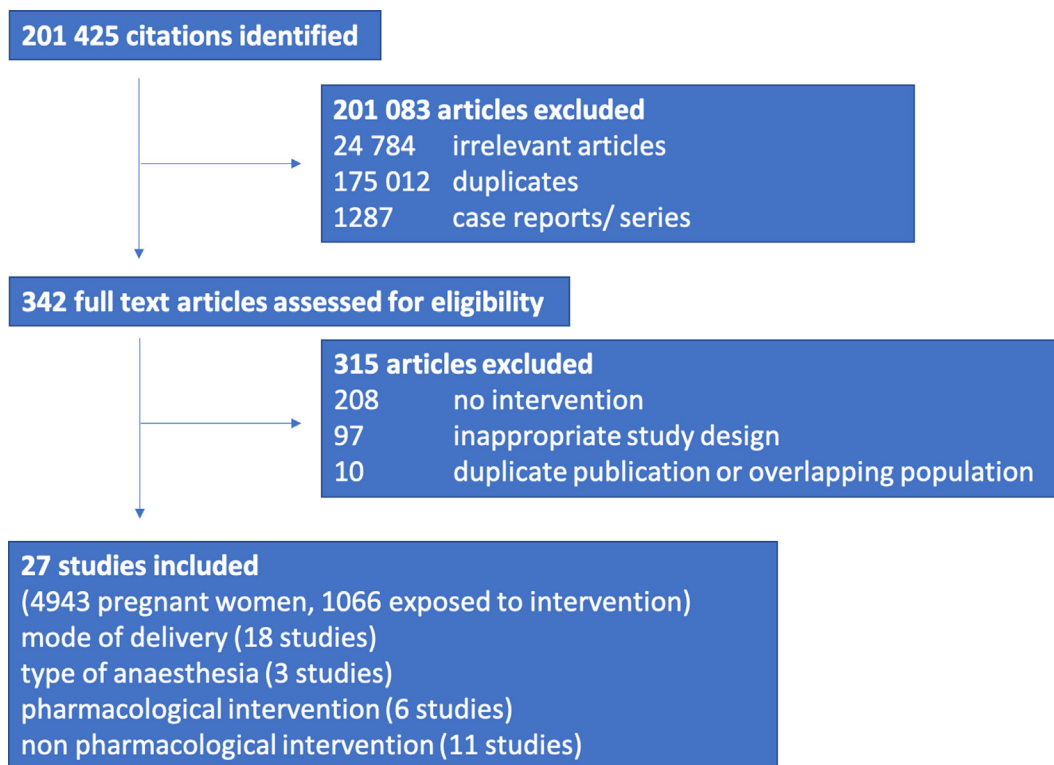 201 425 citations identified
201 083 articles excluded
24 784 irrelevant articles
175 012 duplicates
1287 case reports/ series
342 full text articles assessed for eligibility
315 articles excluded
208 no intervention
97 inappropriate study design
10 duplicate publication or overlapping population
27 studies included
(4943 pregnant women, 1066 exposed to intervention)
mode of delivery (18 studies)
type of anaesthesia (3 studies)
pharmacological intervention (6 studies)
non pharmacological intervention (11 studies)